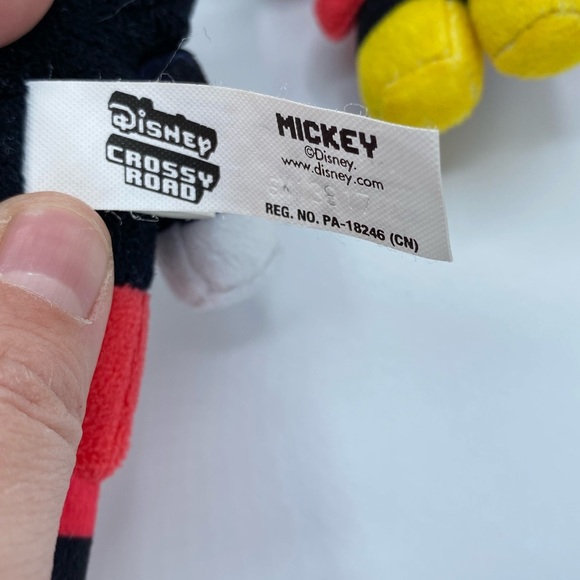 Disney
CROSSY
ROAD
MICKEY
©Disney.
www.disney.com
REG. NO. PA-18246 (CN)